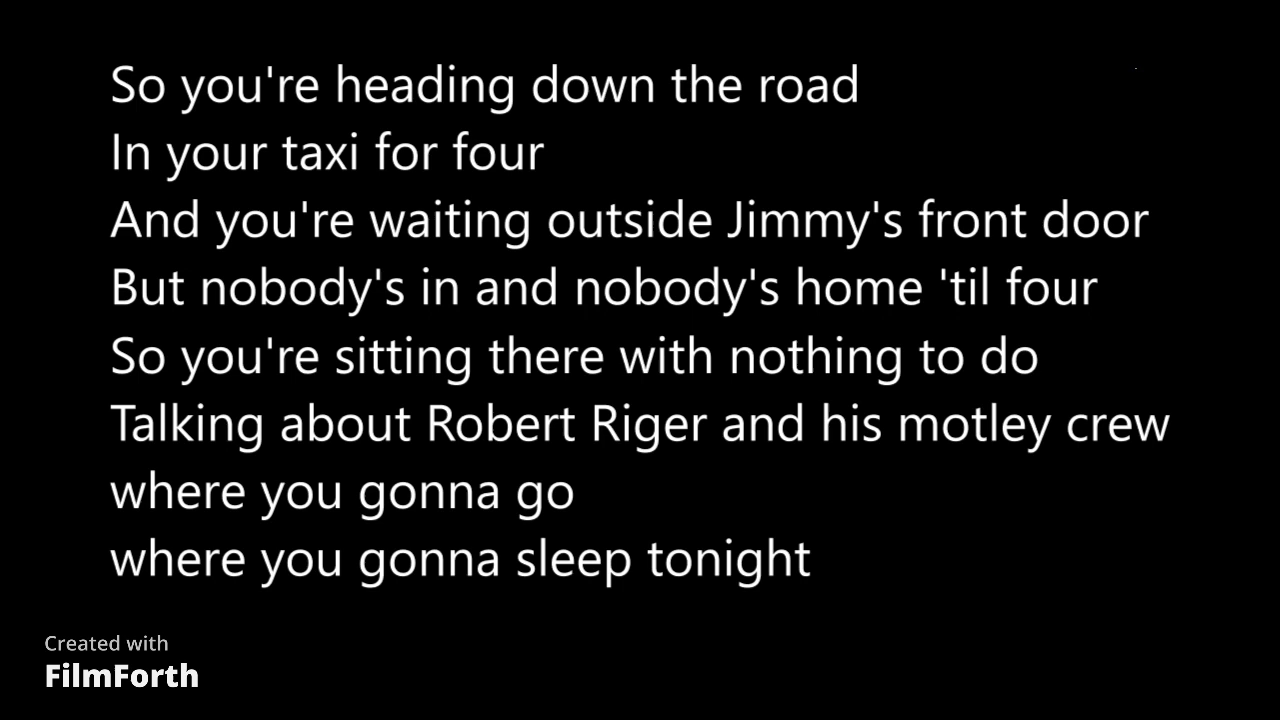 So you're heading down the road
In your taxi for four
And you're waiting outside Jimmy's front door
But nobody's in and nobody's home 'til four
So you're sitting there with nothing to do
Talking about Robert Riger and his motley crew
where you gonna go
where you gonna sleep tonight
Created with
FilmForth